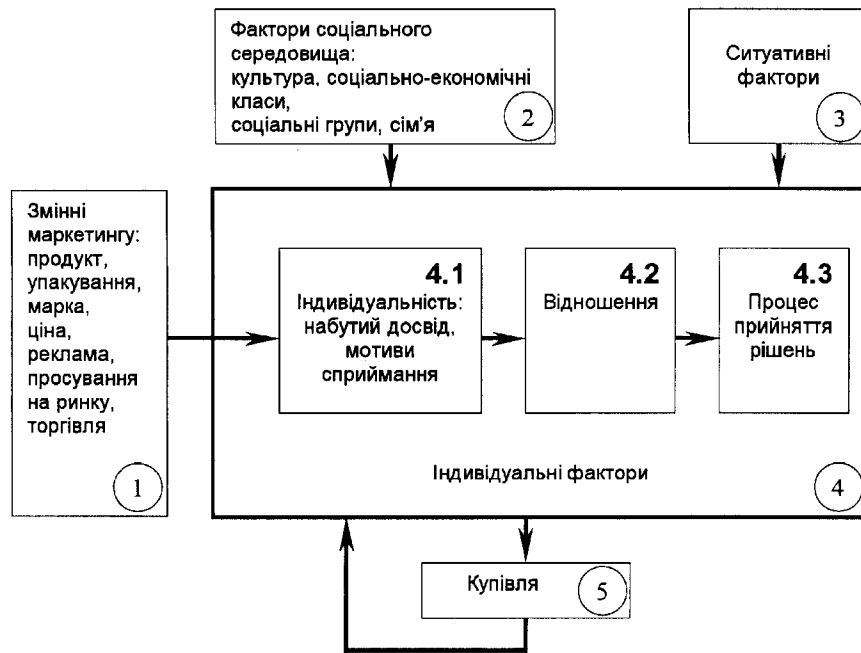 Фактори соціального
середовища:
культура, соціально-економічні
класи,
соціальні групи, сім’я
2
Ситуативні
фактори
3
Змінні
маркетингу:
продукт,
упакування,
марка,
ціна,
реклама,
просування
на ринку,
торгівля
1
4.1
Індивідуальність:
набутий досвід,
мотиви
сприймання
4.2
Відношення
4.3
Процес
прийняття
рішень
Індивідуальні фактори
4
Купівля
5